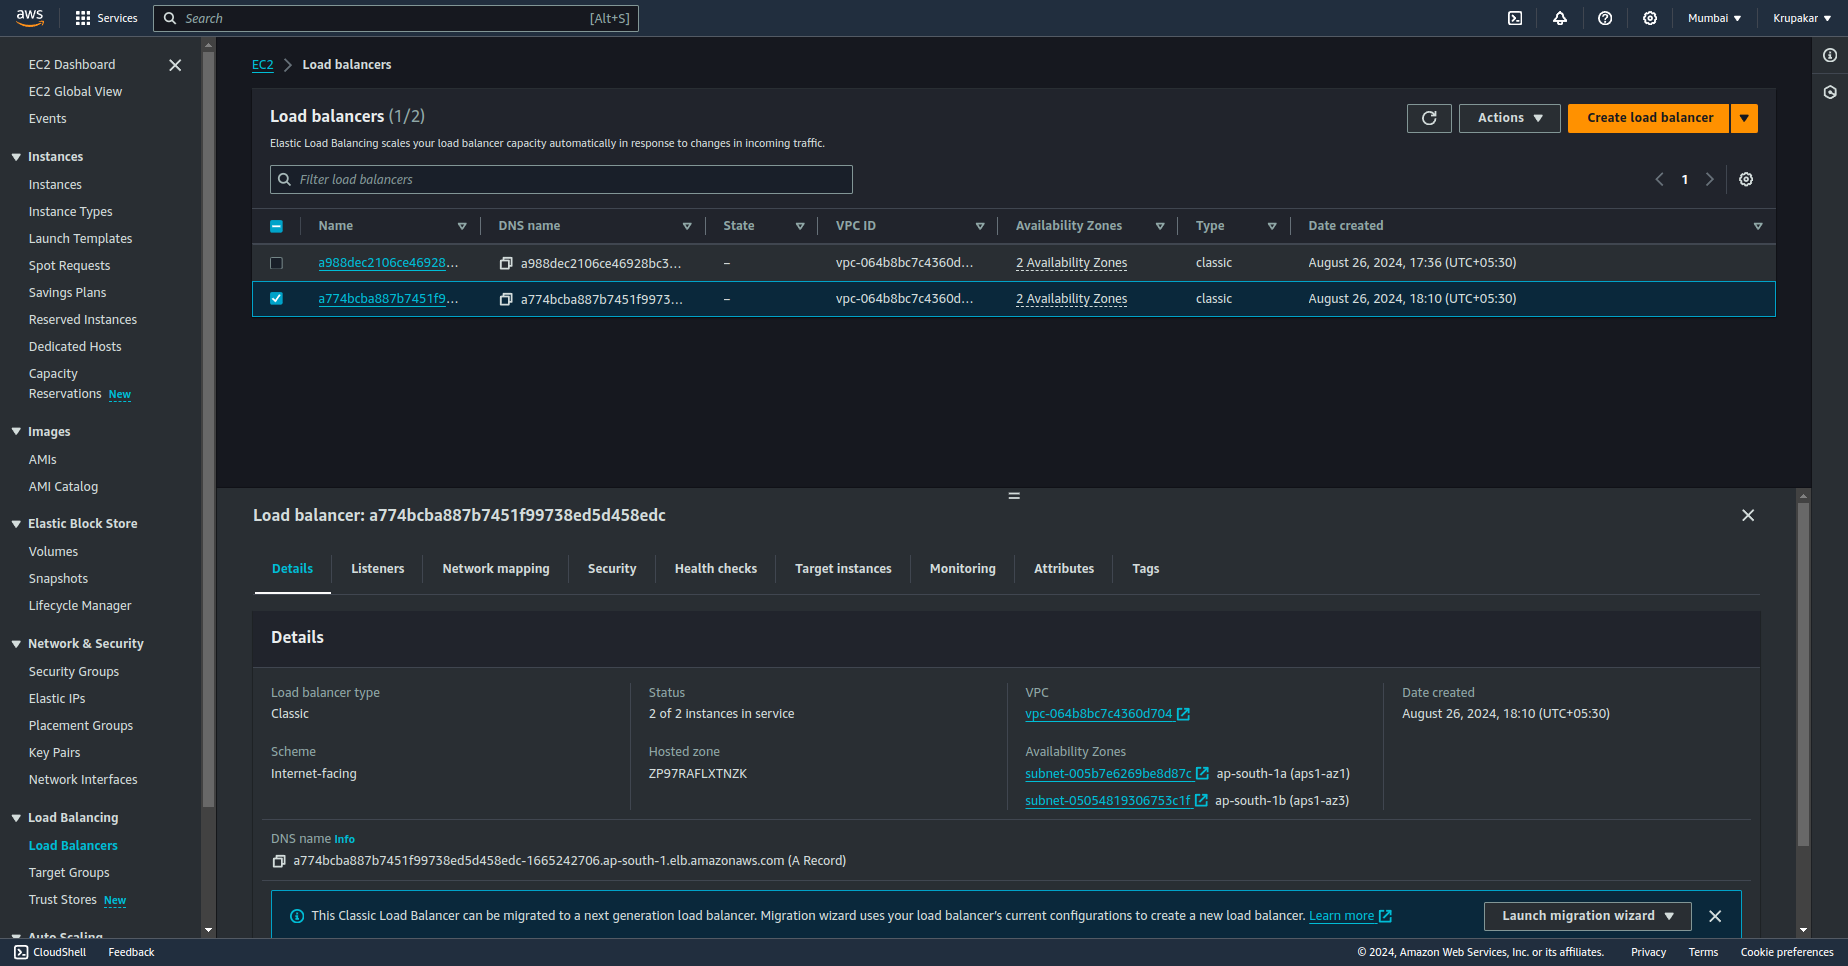 aws
Services
Search [Alt+S]
Mumbai ▼
Krupakar ▼
EC2 Dashboard
EC2 Global View
Events
Instances
Instances
Instance Types
Launch Templates
Spot Requests
Savings Plans
Reserved Instances
Dedicated Hosts
Capacity
Reservations New
Images
AMIs
AMI Catalog
Elastic Block Store
Volumes
Snapshots
Lifecycle Manager
Network & Security
Security Groups
Elastic IPs
Placement Groups
Key Pairs
Network Interfaces
Load Balancing
Load Balancers
Target Groups
Trust Stores New
Auto Scaling
EC2 > Load balancers
Load balancers (1/2)
Actions ▼
Create load balancer
Elastic Load Balancing scales your load balancer capacity automatically in response to changes in incoming traffic.
Filter load balancers
1
Name DNS name State VPC ID Availability Zones Type Date created
a988dec2106ce46928... a988dec2106ce46928bc3... – vpc-064b8bc7c4360d... 2 Availability Zones classic August 26, 2024, 17:36 (UTC+05:30)
a774bcba887b7451f9... a774bcba887b7451f9973... – vpc-064b8bc7c4360d... 2 Availability Zones classic August 26, 2024, 18:10 (UTC+05:30)
Load balancer: a774bcba887b7451f99738ed5d458edc
Details Listeners Network mapping Security Health checks Target instances Monitoring Attributes Tags
Details
Load balancer type
Classic
Scheme
Internet-facing
Status
2 of 2 instances in service
Hosted zone
ZP97RAFLXTNZK
VPC
vpc-064b8bc7c4360d704
Availability Zones
subnet-005b7e6269be8d87c ap-south-1a (aps1-az1)
subnet-05054819306753c1f ap-south-1b (aps1-az3)
Date created
August 26, 2024, 18:10 (UTC+05:30)
DNS name Info
a774bcba887b7451f99738ed5d458edc-1665242706.ap-south-1.elb.amazonaws.com (A Record)
This Classic Load Balancer can be migrated to a next generation load balancer. Migration wizard uses your load balancer's current configurations to create a new load balancer. Learn more
Launch migration wizard ▼
CloudShell Feedback
© 2024, Amazon Web Services, Inc. or its affiliates. Privacy Terms Cookie preferences